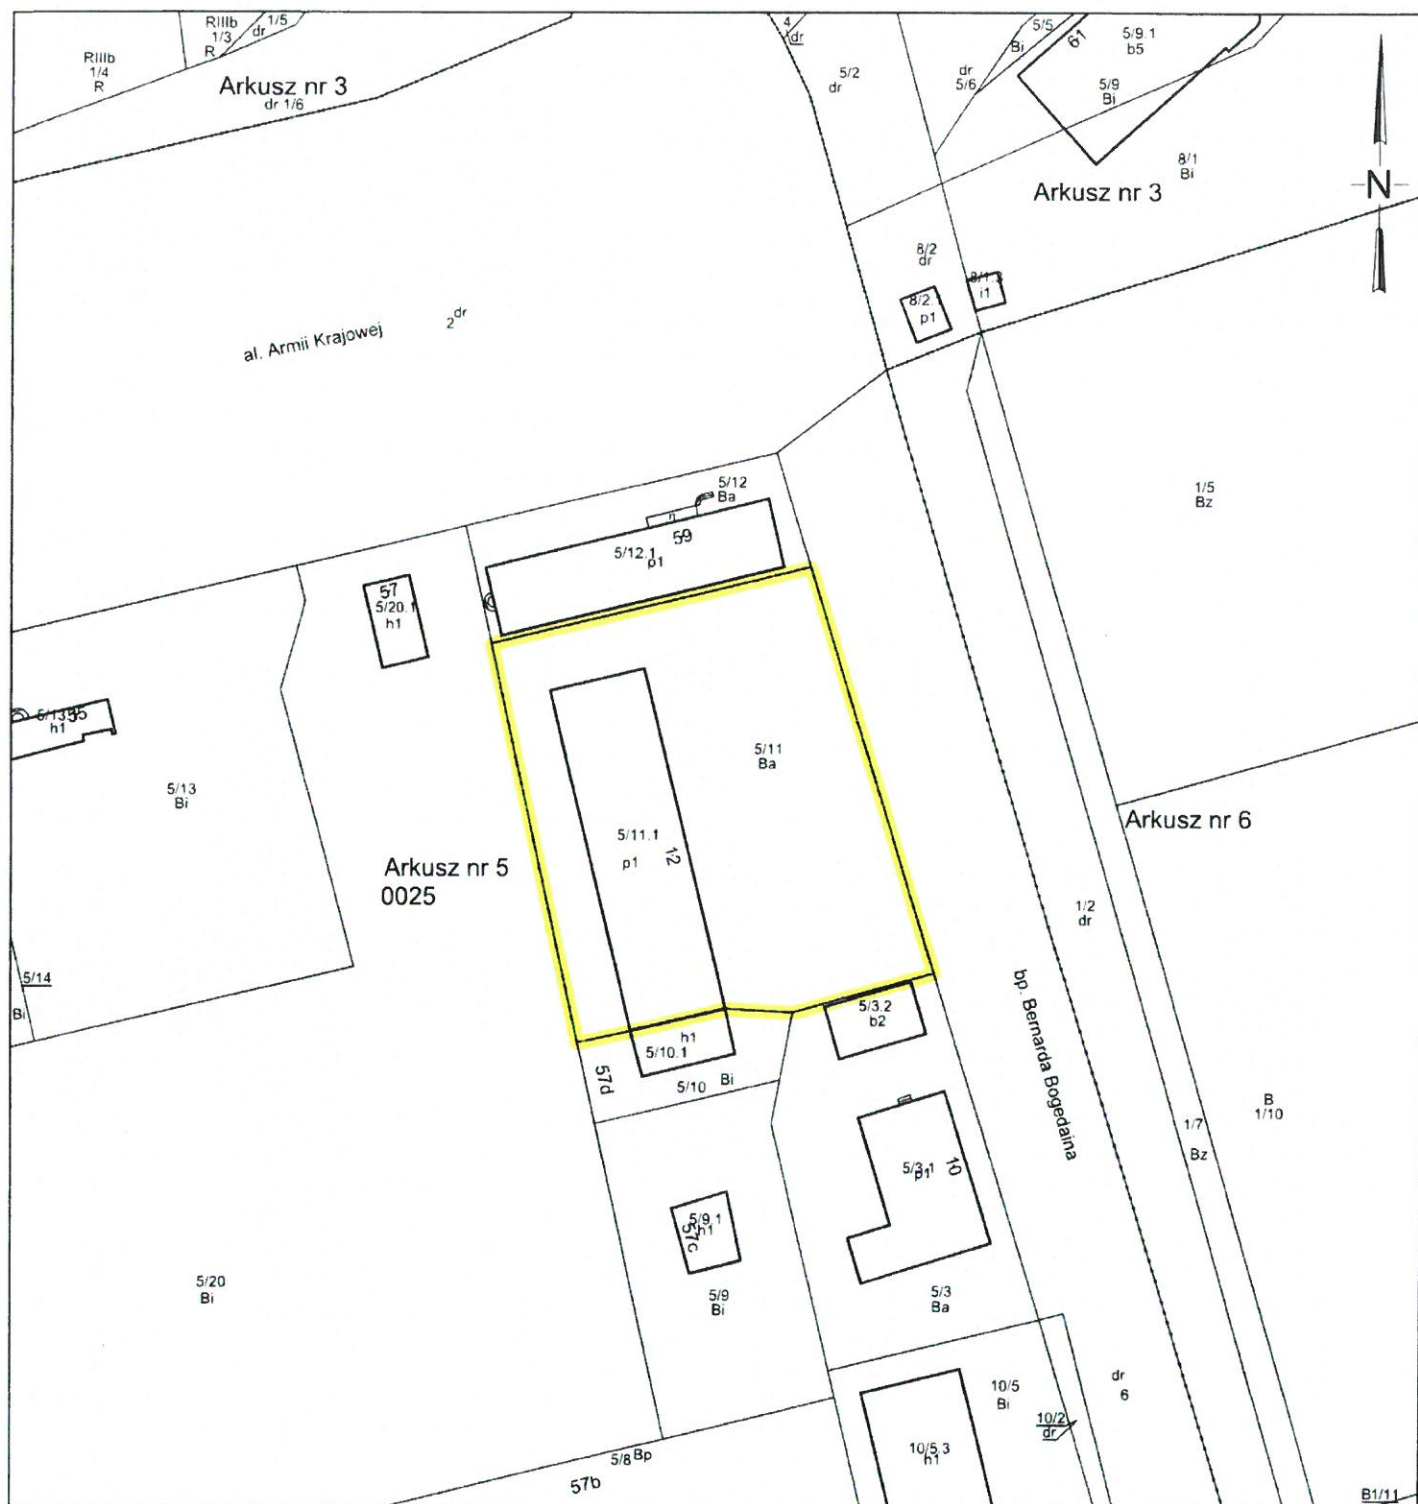 RIIIb
1/3
R
1/5
dr
RIIIb
1/4
R
Arkusz nr 3
dr 1/6
4
dr
5/2
dr
5/5
Bi
dr
5/6
61
5/9.1
b5
5/9
Bi
8/1
Bi
Arkusz nr 3
N
8/2
dr
8/2.
p1
i1
al. Armii Krajowej
2 dr
5/12
Ba
59
5/12.1
p1
1/5
Bz
57
5/20.1
h1
h1
5/13
Bi
5/11
Ba
5/11.1
p1
12
Arkusz nr 6
Arkusz nr 5
0025
1/2
dr
5/14
Bi
bp. Bernarda Bogedaina
5/3.2
b2
h1
5/10.1
57d
5/10
Bi
B
1/10
1/7
Bz
5/3.1
p1
10
5/9.1
h1
57c
5/20
Bi
5/9
Bi
5/3
Ba
10/5
Bi
dr
6
10/2
dr
10/5.3
h1
5/8 Bp
57b
B1/11